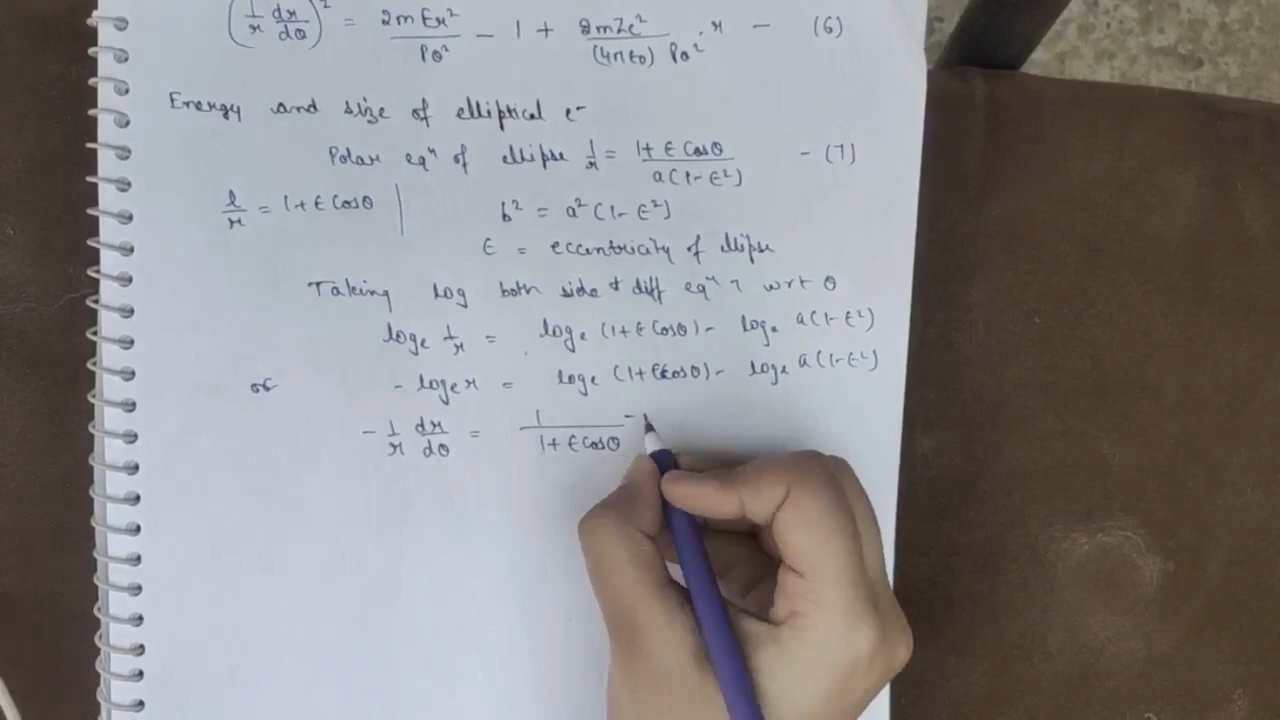 (1/r dr/dθ)² = 2mEr²/Pθ² - 1 + 2mZe²/(4πε₀) Pθ² · r - (6)
Energy and size of elliptical e⁻
Polar eqⁿ of ellipse 1/r = 1+ ϵ Cosθ / a(1-ϵ²) - (7)
l/r = 1+ϵ Cosθ | b² = a² (1-ϵ²)
ϵ = eccentricity of ellipse
Taking log both side & diff eqⁿ 7 wrt θ
logₑ 1/r = logₑ (1+ϵ Cosθ) - logₑ a(1-ϵ²)
or - logₑ r = logₑ (1+ϵCosθ) - logₑ a(1-ϵ²)
- 1/r dr/dθ = 1/1+ ϵCosθ -